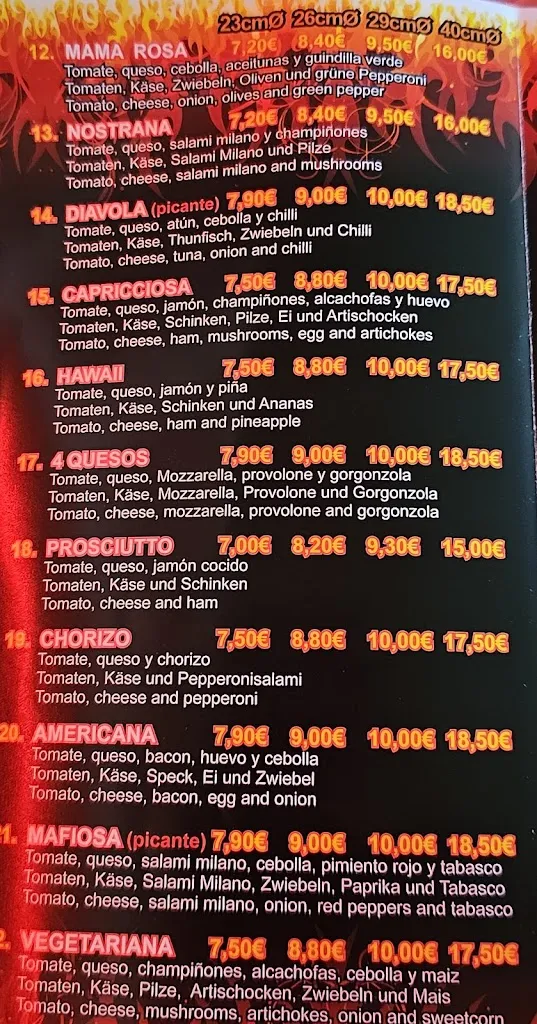 23cmØ 26cmØ 29cmØ 40cmØ
12. MAMA ROSA 7,20€ 8,40€ 9,50€ 16,00€
Tomate, queso, cebolla, aceitunas y guindilla verde
Tomaten, Käse, Zwiebeln, Oliven und grüne Pepperoni
Tomato, cheese, onion, olives and green pepper
13. NOSTRANA 7,20€ 8,40€ 9,50€ 16,00€
Tomate, queso, salami milano y champiñones
Tomaten, Käse, Salami Milano und Pilze
Tomato, cheese, salami milano and mushrooms
14. DIAVOLA (picante) 7,90€ 9,00€ 10,00€ 18,50€
Tomate, queso, atún, cebolla y chilli
Tomaten, Käse, Thunfisch, Zwiebeln und Chilli
Tomato, cheese, tuna, onion and chilli
15. CAPRICCIOSA 7,50€ 8,80€ 10,00€ 17,50€
Tomate, queso, jamón, champiñones, alcachofas y huevo
Tomaten, Käse, Schinken, Pilze, Ei und Artischocken
Tomato, cheese, ham, mushrooms, egg and artichokes
16. HAWAII 7,50€ 8,80€ 10,00€ 17,50€
Tomate, queso, jamón y piña
Tomaten, Käse, Schinken und Ananas
Tomato, cheese, ham and pineapple
17. 4 QUESOS 7,90€ 9,00€ 10,00€ 18,50€
Tomate, queso, Mozzarella, provolone y gorgonzola
Tomaten, Käse, Mozzarella, Provolone und Gorgonzola
Tomato, cheese, mozzarella, provolone and gorgonzola
18. PROSCIUTTO 7,00€ 8,20€ 9,30€ 15,00€
Tomate, queso, jamón cocido
Tomaten, Käse und Schinken
Tomato, cheese and ham
19. CHORIZO 7,50€ 8,80€ 10,00€ 17,50€
Tomate, queso y chorizo
Tomaten, Käse und Pepperonisalami
Tomato, cheese and pepperoni
20. AMERICANA 7,90€ 9,00€ 10,00€ 18,50€
Tomate, queso, bacon, huevo y cebolla
Tomaten, Käse, Speck, Ei und Zwiebel
Tomato, cheese, bacon, egg and onion
1. MAFIOSA (picante) 7,90€ 9,00€ 10,00€ 18,50€
Tomate, queso, salami milano, cebolla, pimiento rojo y tabasco
Tomaten, Käse, Salami Milano, Zwiebeln, Paprika und Tabasco
Tomato, cheese, salami milano, onion, red peppers and tabasco
2. VEGETARIANA 7,50€ 8,80€ 10,00€ 17,50€
Tomate, queso, champiñones, alcachofas, cebolla y maiz
Tomaten, Käse, Pilze, Artischocken, Zwiebeln und Mais
Tomato, cheese, mushrooms, artichokes, onion and sweetcorn